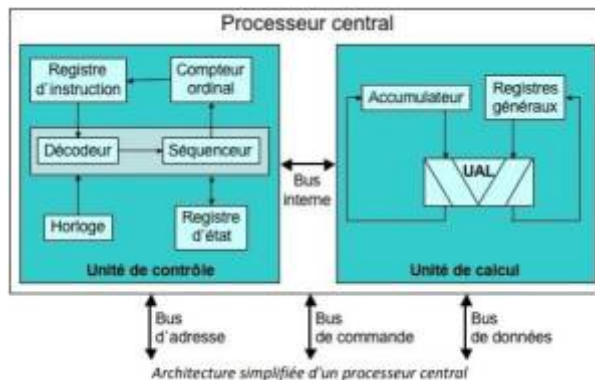 Processeur central
Registre
d'instruction
Compteur
ordinal
Décodeur
Séquenceur
Horloge
Registre
d'état
Unité de contrôle
Bus
interne
Accumulateur
Registres
généraux
UAL
Unité de calcul
Bus
d'adresse
Bus
de commande
Bus
de données
Architecture simplifiée d'un processeur central